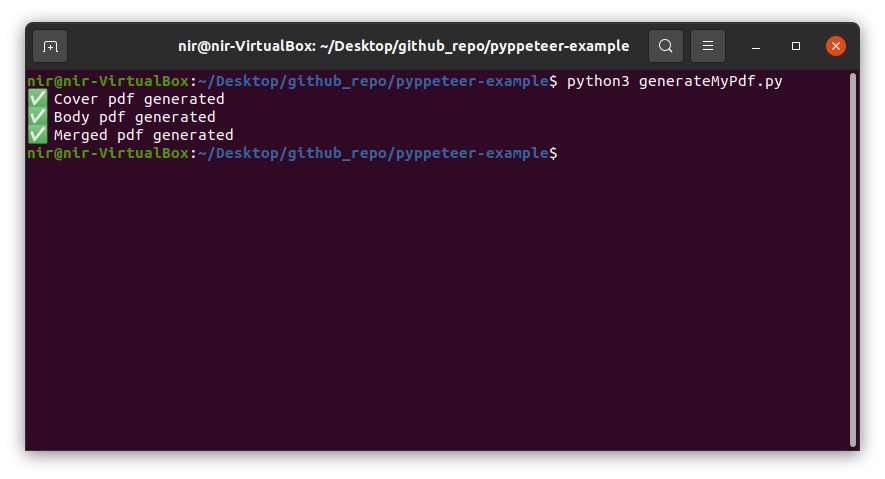 nir@nir-VirtualBox: ~/Desktop/github_repo/pyppeteer-example
nir@nir-VirtualBox:~/Desktop/github_repo/pyppeteer-example$ python3 generateMyPdf.py
✅ Cover pdf generated
✅ Body pdf generated
✅ Merged pdf generated
nir@nir-VirtualBox:~/Desktop/github_repo/pyppeteer-example$